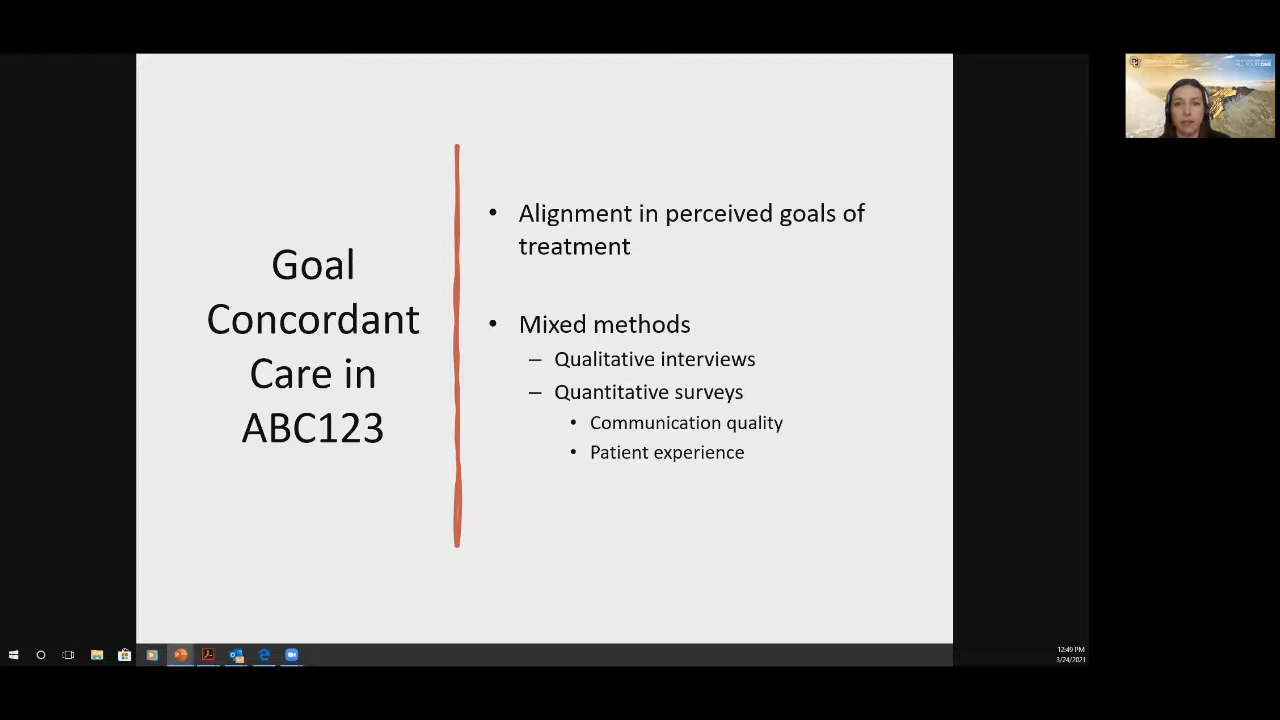 Goal
Concordant
Care in
ABC123
• Alignment in perceived goals of
treatment
• Mixed methods
– Qualitative interviews
– Quantitative surveys
• Communication quality
• Patient experience
12:49 PM
3/24/2021